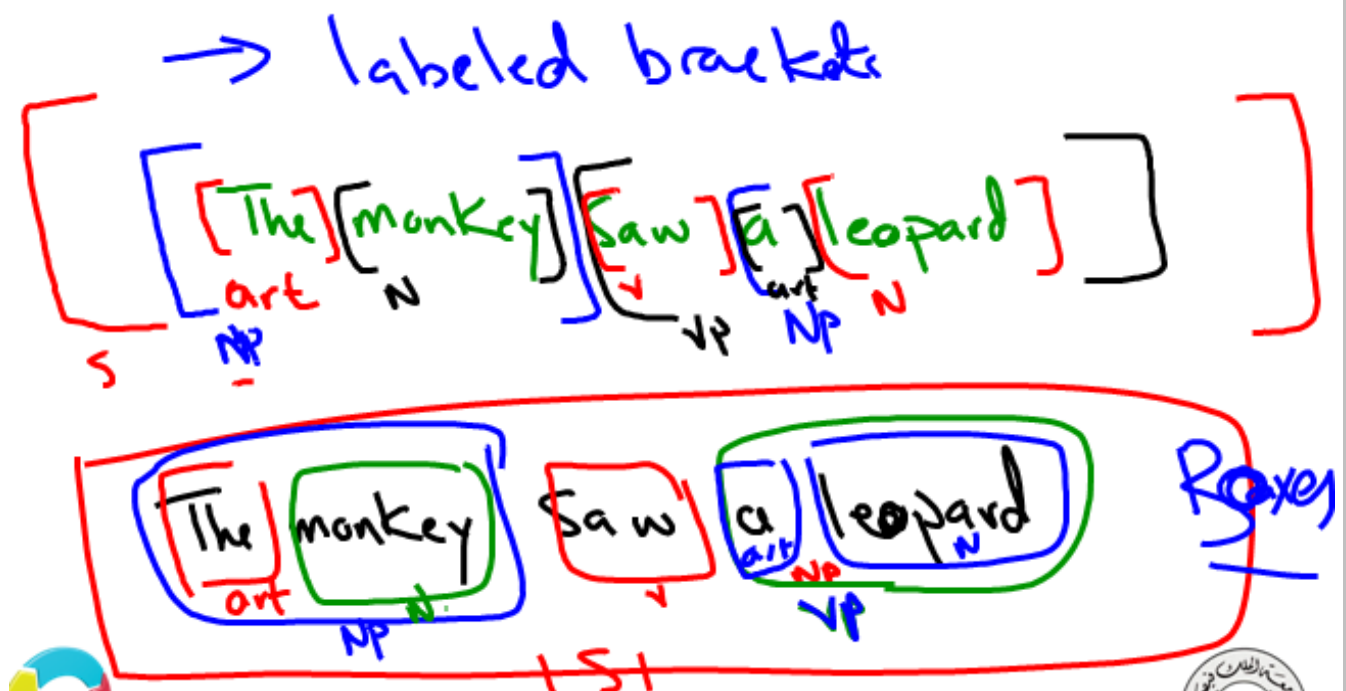 → labeled brackets
[[[The][monkey]][[saw][[a][leopard]]]]
art N V art N
S NP VP NP
The monkey saw a leopard
Boxes
art N. V art NP N
NP VP
S